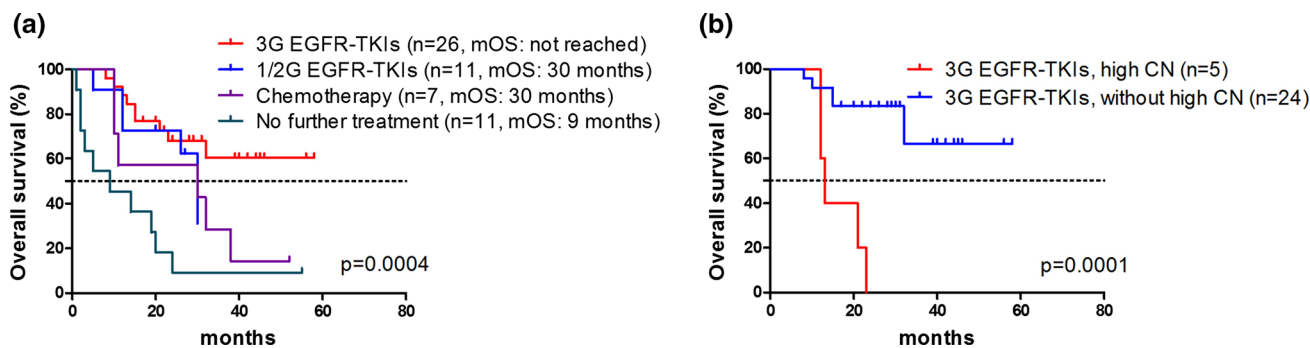 (a)
3G EGFR-TKIs (n=26, mOS: not reached)
1/2G EGFR-TKIs (n=11, mOS: 30 months)
Chemotherapy (n=7, mOS: 30 months)
No further treatment (n=11, mOS: 9 months)
Overall survival (%)
100
80
60
40
20
0
p=0.0004
0 20 40 60 80
months
(b)
3G EGFR-TKIs, high CN (n=5)
3G EGFR-TKIs, without high CN (n=24)
Overall survival (%)
100
80
60
40
20
0
p=0.0001
0 20 40 60 80
months